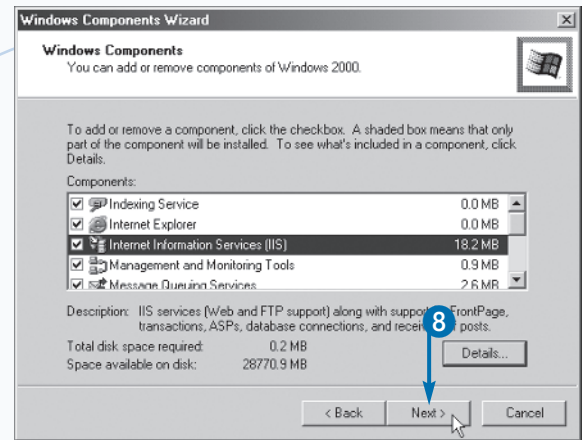 Windows Components Wizard
Windows Components
You can add or remove components of Windows 2000.
To add or remove a component, click the checkbox. A shaded box means that only
part of the component will be installed. To see what's included in a component, click
Details.
Components:
Indexing Service 0.0 MB
Internet Explorer 0.0 MB
Internet Information Services (IIS) 18.2 MB
Management and Monitoring Tools 0.9 MB
Message Queuing Services 2.6 MB
Description: IIS services (Web and FTP support) along with support FrontPage,
transactions, ASPs, database connections, and posts.
8
Total disk space required: 0.2 MB
Space available on disk: 28770.9 MB
Details...
< Back Next > Cancel